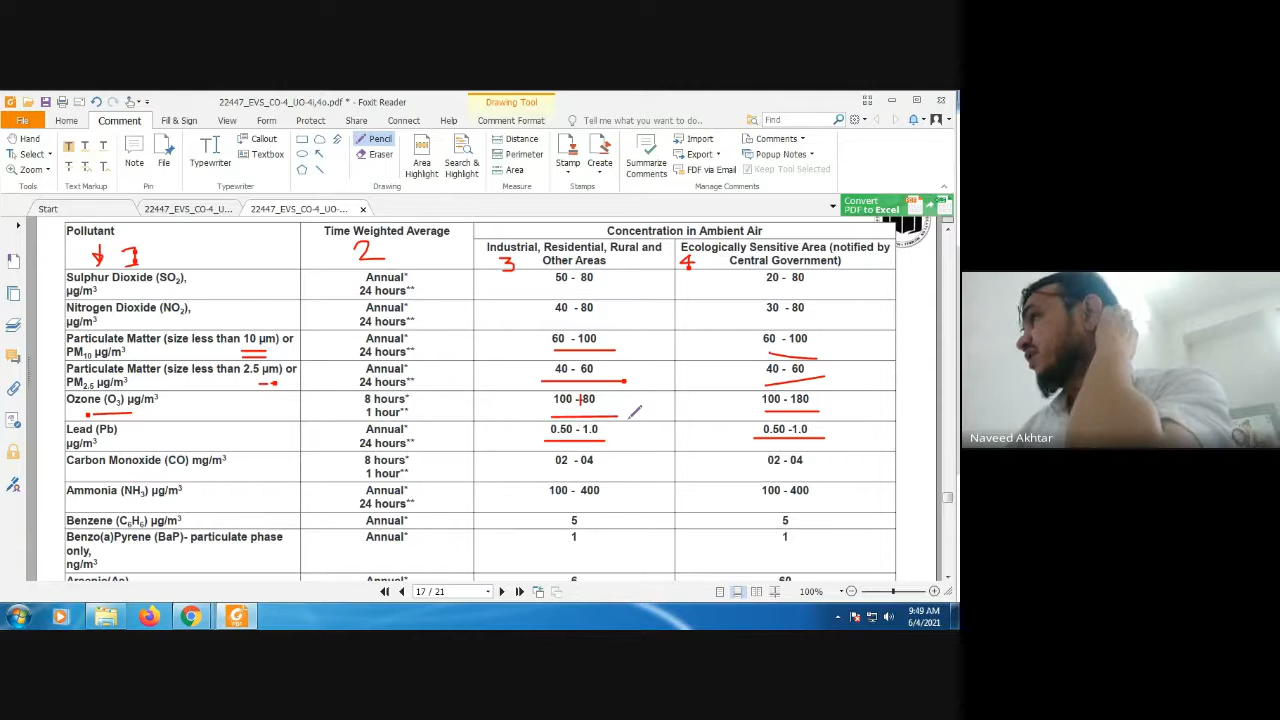 22447_EVS_CO-4_UO-4i,4o.pdf * - Foxit Reader
Drawing Tool
File Home Comment Fill & Sign View Form Protect Share Connect Help Comment Format Tell me what you want to do.. Find
Hand
Select
Zoom
Tools
Text Markup
Note
File
Pin
Typewriter
Callout
Textbox
Typewriter
Pencil
Eraser
Drawing
Area Highlight
Search & Highlight
Distance
Perimeter
Area
Measure
Stamp
Create
Stamps
Summarize Comments
Import
Export
FDF via Email
Comments
Popup Notes
Keep Tool Selected
Manage Comments
Start 22447_EVS_CO-4_U... 22447_EVS_CO-4_UO-...
Convert
PDF to Excel
Pollutant Time Weighted Average Concentration in Ambient Air
Industrial, Residential, Rural and Other Areas
Ecologically Sensitive Area (notified by Central Government)
1 2 3 4
Sulphur Dioxide (SO2), µg/m3 Annual* 24 hours** 50 - 80 20 - 80
Nitrogen Dioxide (NO2), µg/m3 Annual* 24 hours** 40 - 80 30 - 80
Particulate Matter (size less than 10 µm) or PM10 µg/m3 Annual* 24 hours** 60 - 100 60 - 100
Particulate Matter (size less than 2.5 µm) or PM2.5 µg/m3 Annual* 24 hours** 40 - 60 40 - 60
Ozone (O3) µg/m3 8 hours* 1 hour** 100 -180 100 - 180
Lead (Pb) µg/m3 Annual* 24 hours** 0.50 - 1.0 0.50 -1.0
Carbon Monoxide (CO) mg/m3 8 hours* 1 hour** 02 - 04 02 - 04
Ammonia (NH3) µg/m3 Annual* 24 hours** 100 - 400 100 - 400
Benzene (C6H6) µg/m3 Annual* 5 5
Benzo(a)Pyrene (BaP)- particulate phase only, ng/m3 Annual* 1 1
Arsenic(As) Annual* 6 60
17 / 21
100%
9:49 AM
6/4/2021
Naveed Akhtar